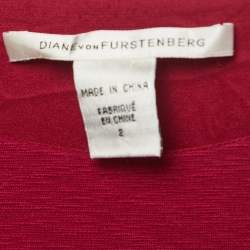 DIANE VON FURSTENBERG
MADE IN CHINA
FABRIQUÉ
EN CHINE
2